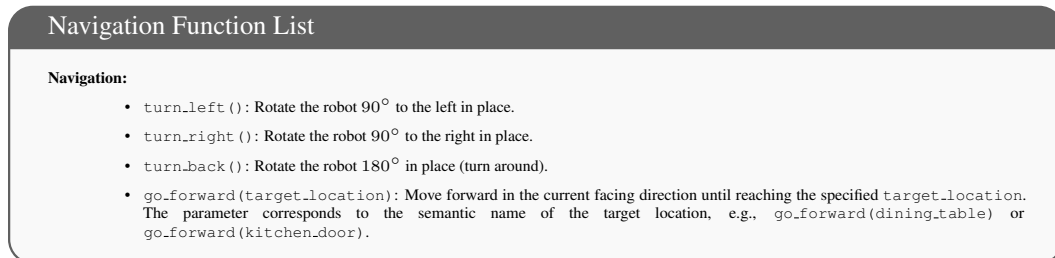 Navigation Function List
Navigation:
• turn_left(): Rotate the robot 90° to the left in place.
• turn_right(): Rotate the robot 90° to the right in place.
• turn_back(): Rotate the robot 180° in place (turn around).
• go_forward(target_location): Move forward in the current facing direction until reaching the specified target_location.
The parameter corresponds to the semantic name of the target location, e.g., go_forward(dining_table) or
go_forward(kitchen_door).